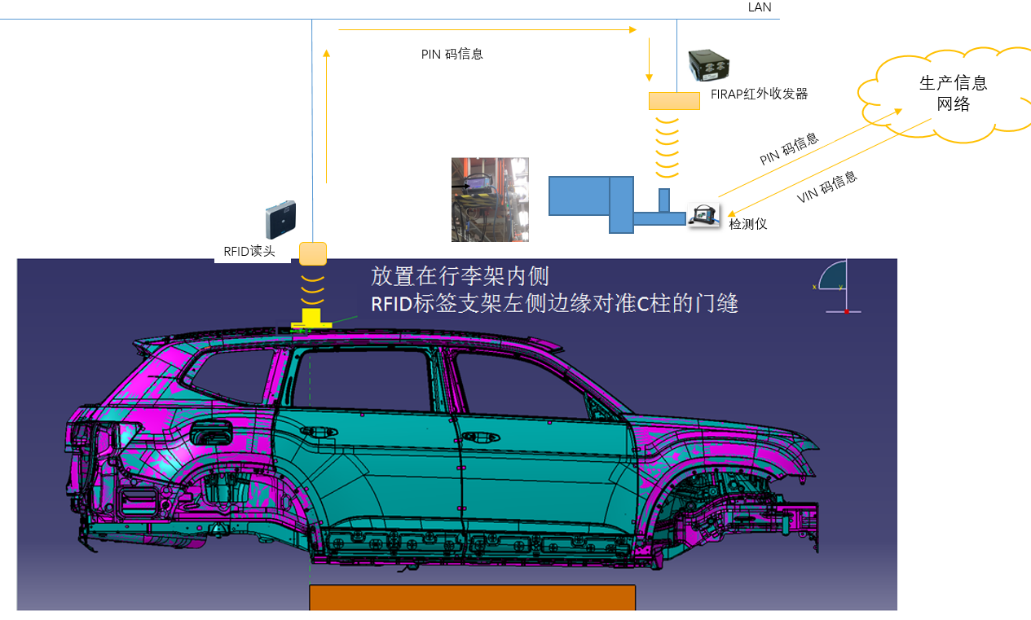 LAN
PIN 码信息
FIRAP红外收发器
生产信息
网络
PIN 码信息
VIN 码信息
检测仪
RFID读头
放置在行李架内侧
RFID标签支架左侧边缘对准C柱的门缝
x
y